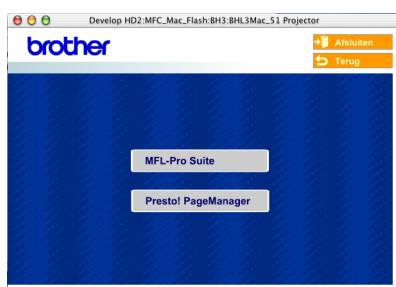 Develop HD2:MFC_Mac_Flash:BH3:BHL3Mac_51 Projector
brother
Afsluiten
Terug
MFL-Pro Suite
Presto! PageManager